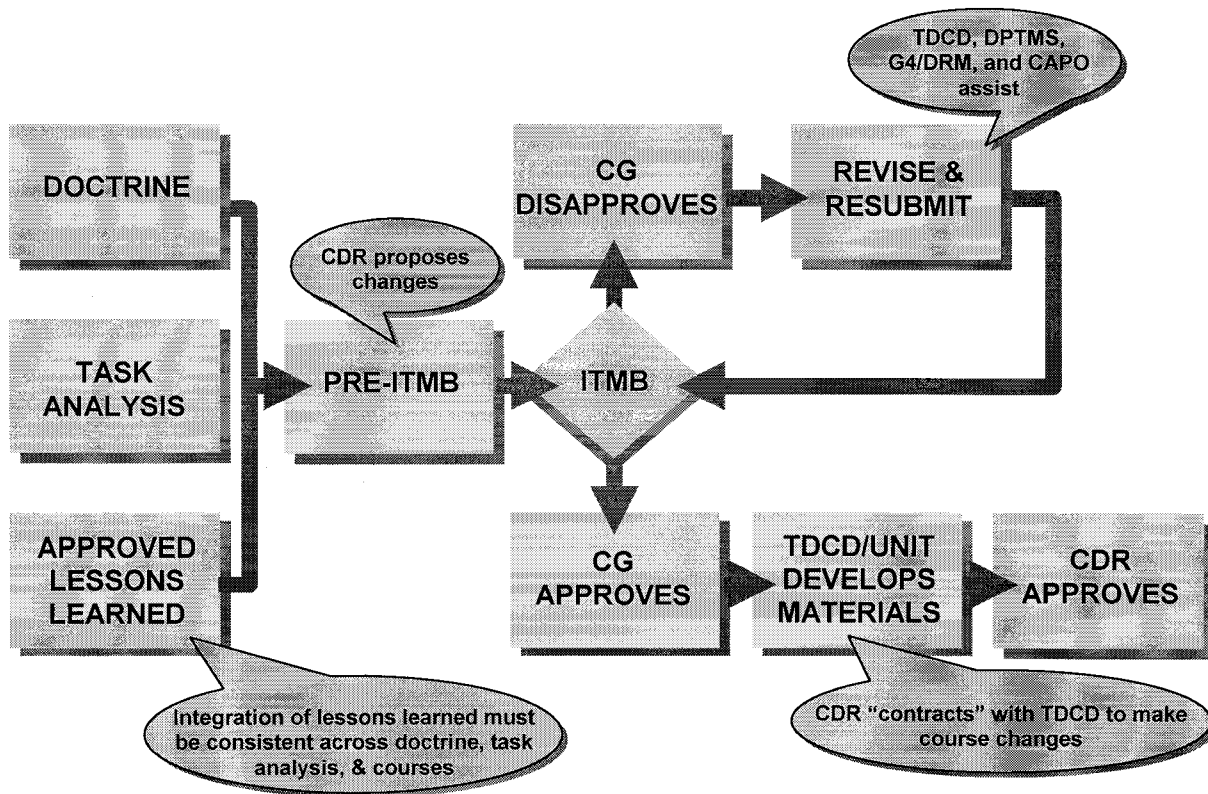 TDCD, DPTMS,
G4/DRM, and CAPO
assist
DOCTRINE
CG
DISAPPROVES
REVISE &
RESUBMIT
CDR proposes
changes
TASK
ANALYSIS
PRE-ITMB
ITMB
APPROVED
LESSONS
LEARNED
CG
APPROVES
TDCD/UNIT
DEVELOPS
MATERIALS
CDR
APPROVES
Integration of lessons learned must
be consistent across doctrine, task
analysis, & courses
CDR “contracts” with TDCD to make
course changes